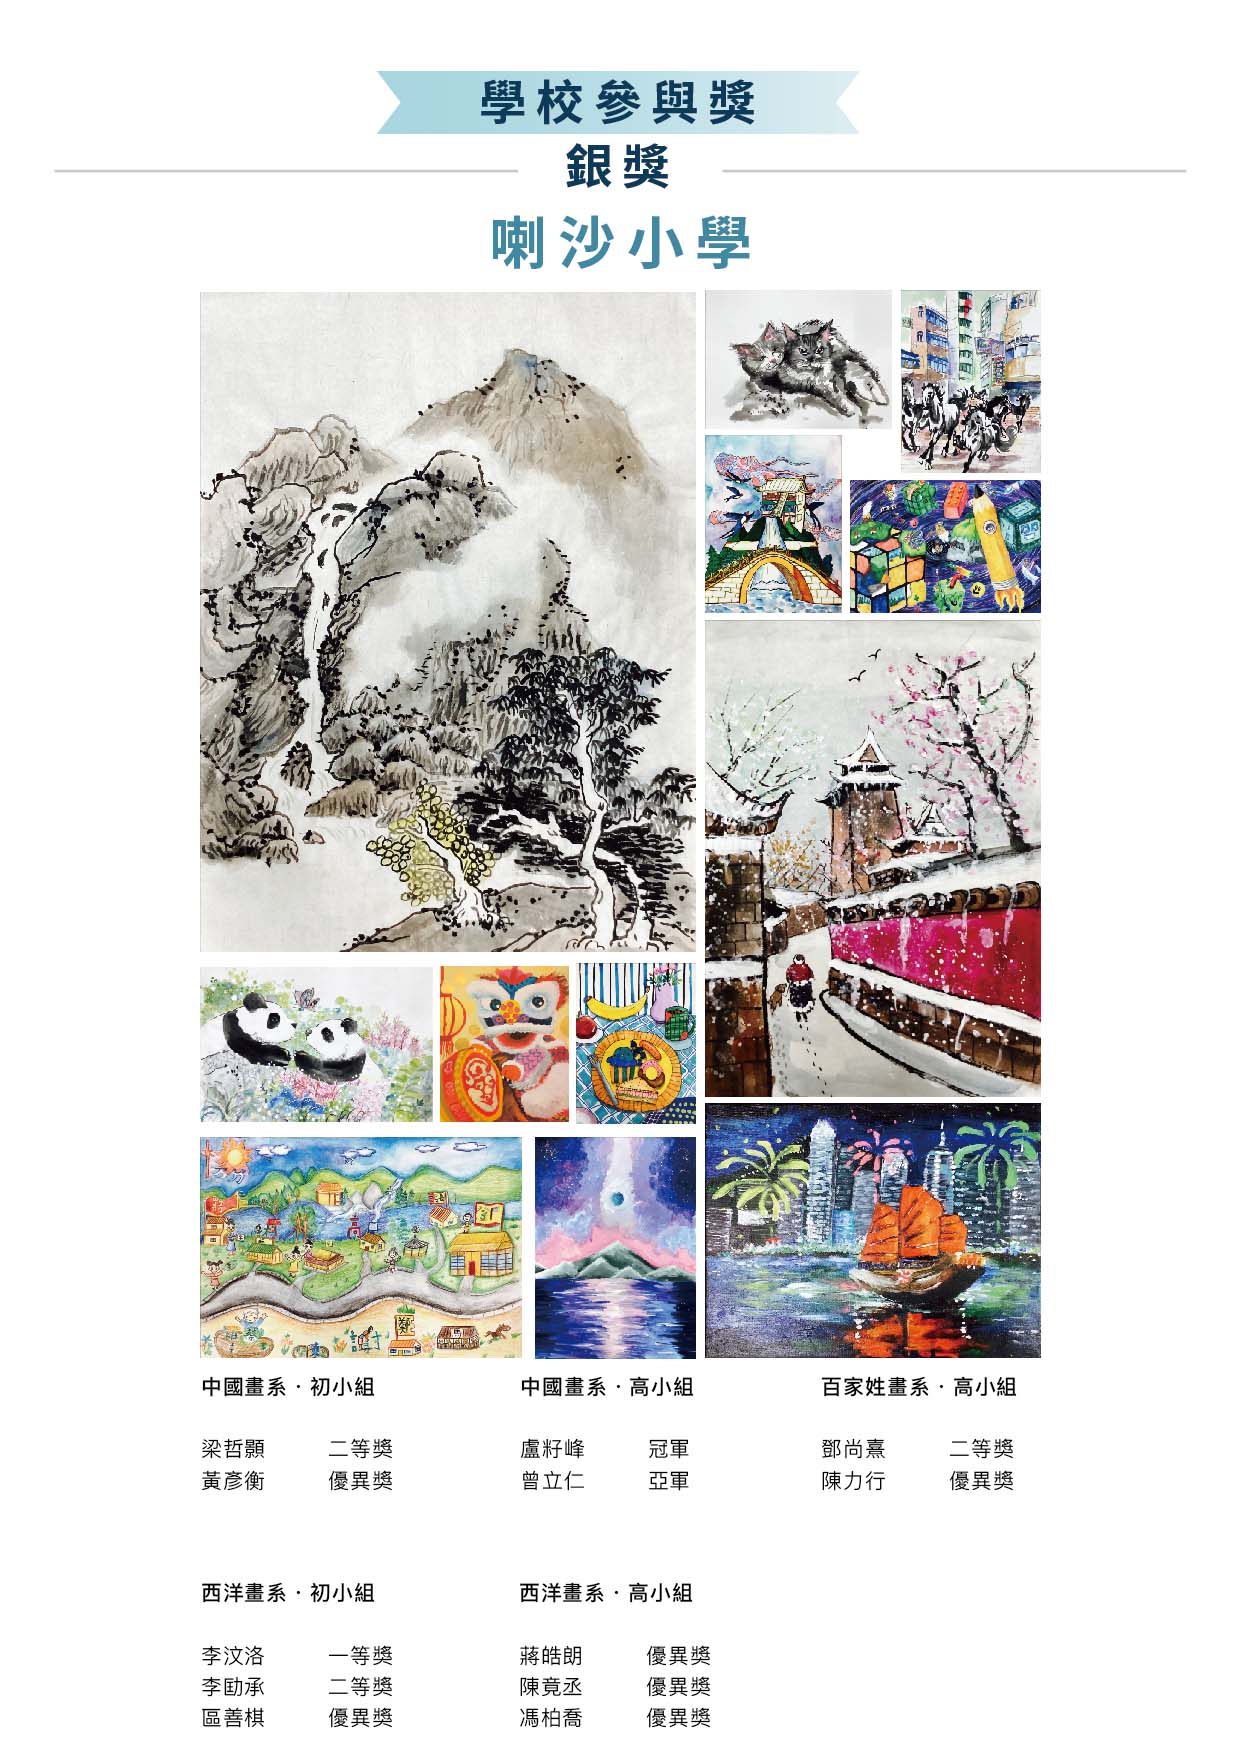 學校參與獎
銀獎
喇沙小學
中國畫系・初小組
梁哲顥 二等獎
黃彥衡 優異獎
中國畫系・高小組
盧籽峰 冠軍
曾立仁 亞軍
百家姓畫系・高小組
鄧尚熹 二等獎
陳力行 優異獎
西洋畫系・初小組
李汶洛 一等獎
李劻承 二等獎
區善棋 優異獎
西洋畫系・高小組
蔣皓朗 優異獎
陳竟丞 優異獎
馮柏喬 優異獎